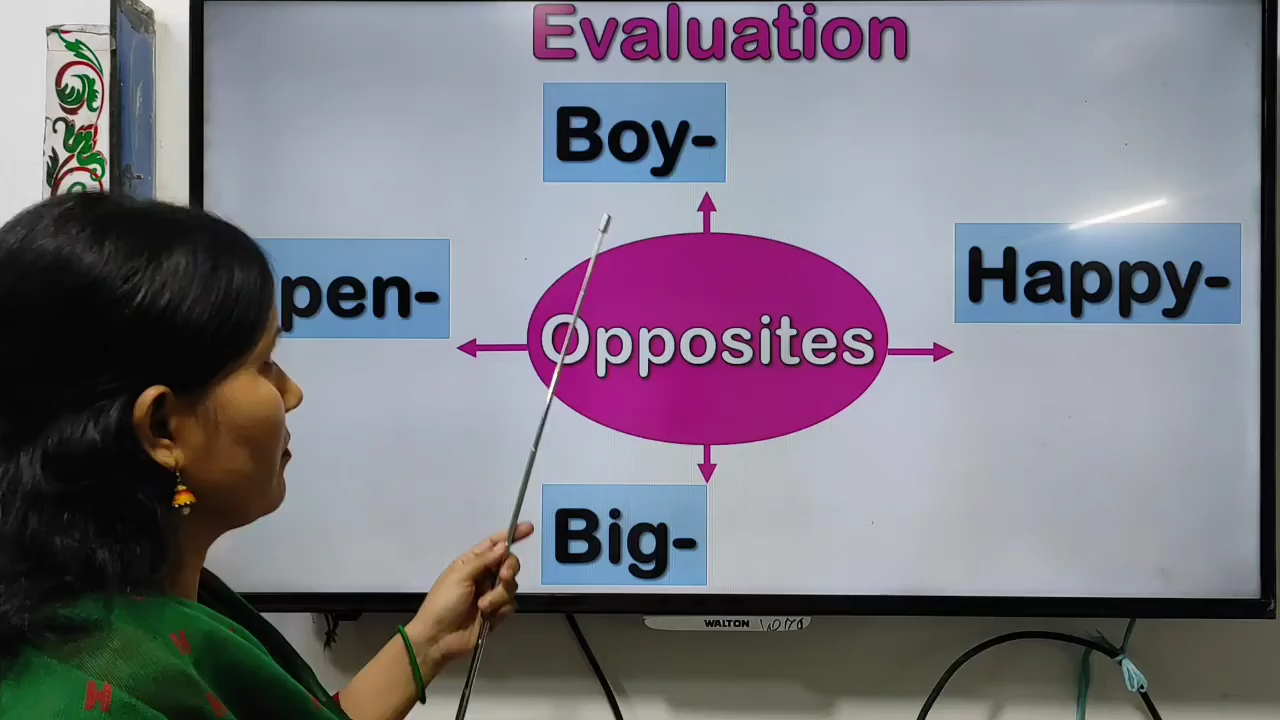 Evaluation
Boy-
pen-
Happy-
Opposites
Big-
WALTON